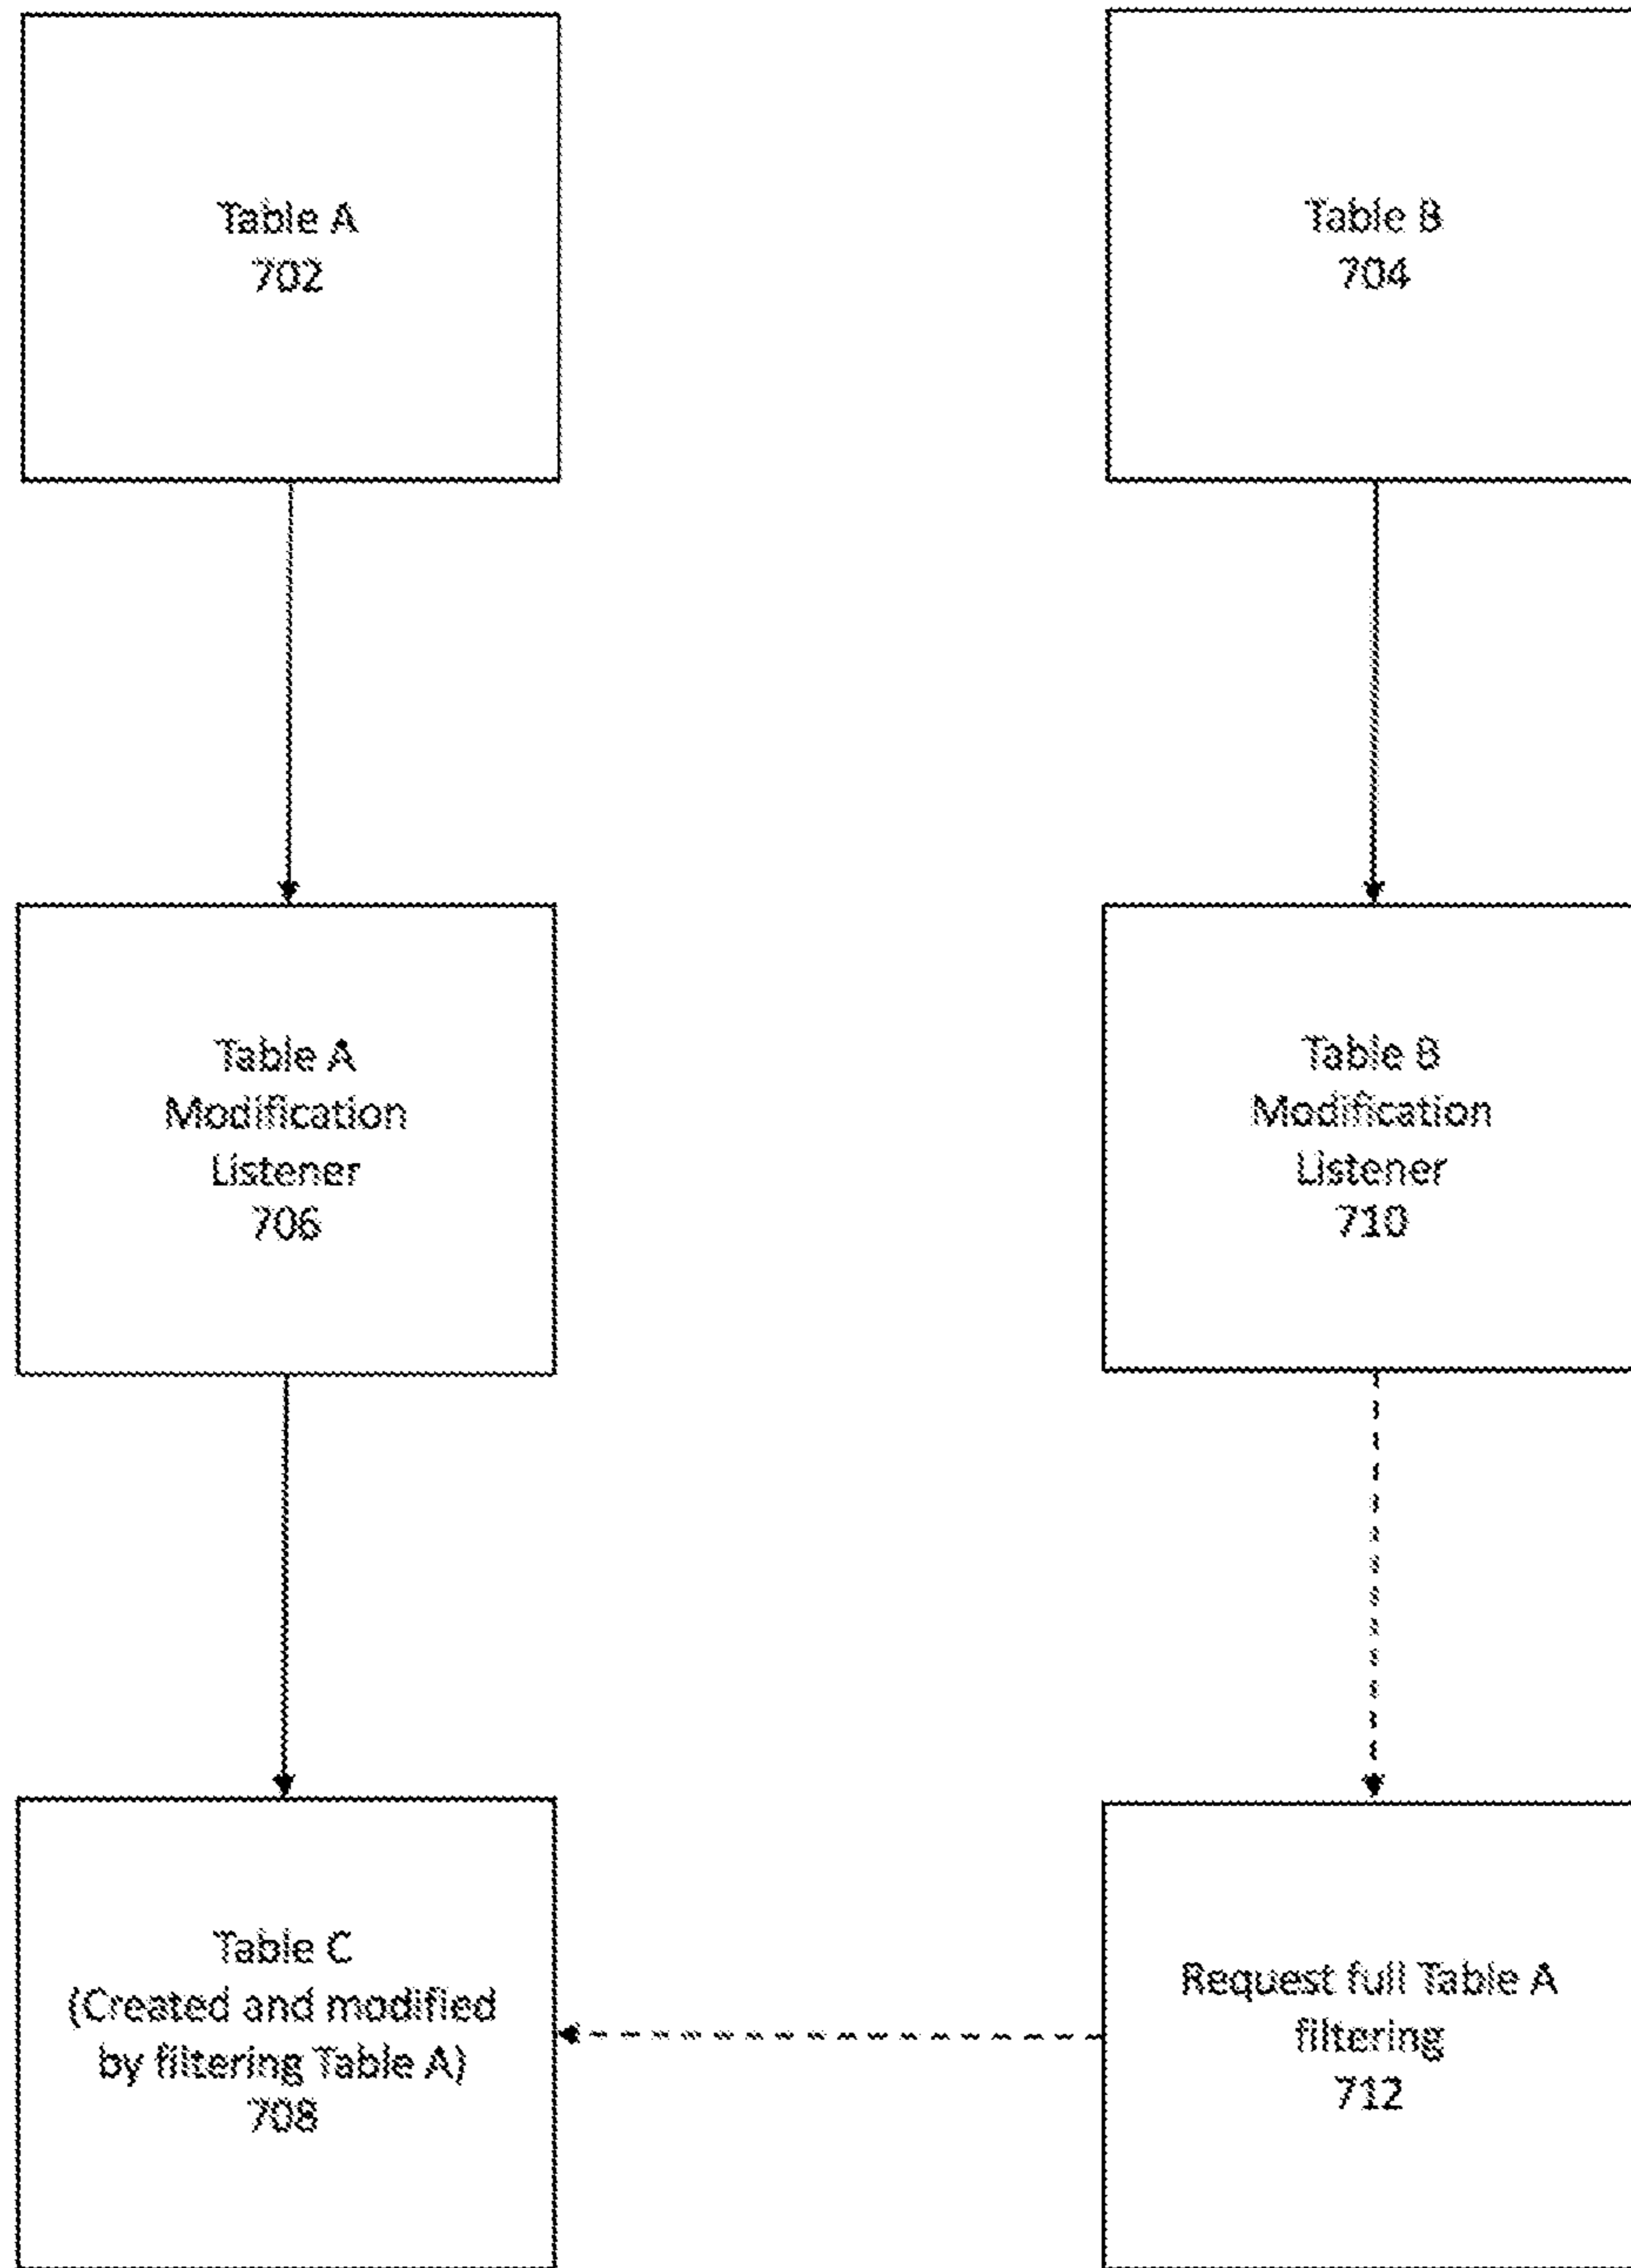 Table A
702
Table B
704
Table A
Modification
Listener
706
Table B
Modification
Listener
710
Table C
(Created and modified
by filtering Table A)
708
Request full Table A
filtering
712